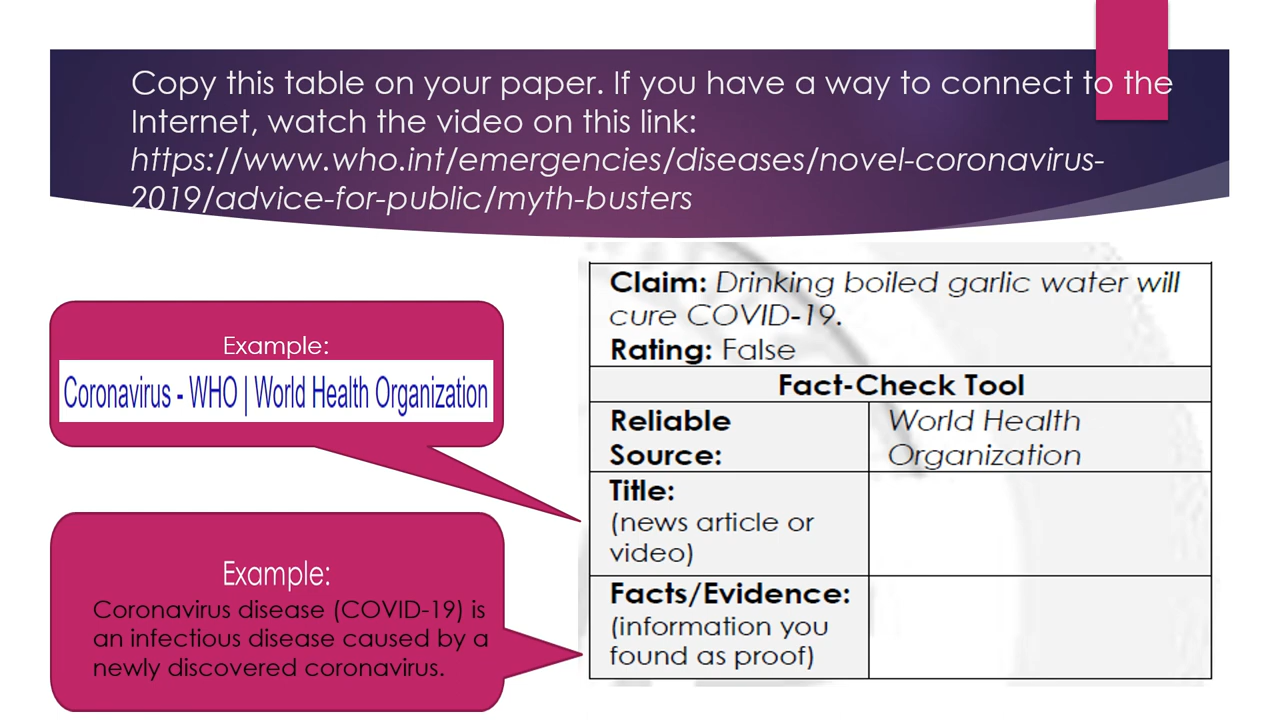 Copy this table on your paper. If you have a way to connect to the
Internet, watch the video on this link:
https://www.who.int/emergencies/diseases/novel-coronavirus-
2019/advice-for-public/myth-busters
Example:
Coronavirus - WHO | World Health Organization
Example:
Coronavirus disease (COVID-19) is
an infectious disease caused by a
newly discovered coronavirus.
Claim: Drinking boiled garlic water will
cure COVID-19.
Rating: False
Fact-Check Tool
Reliable
Source:
World Health
Organization
Title:
(news article or
video)
Facts/Evidence:
(information you
found as proof)